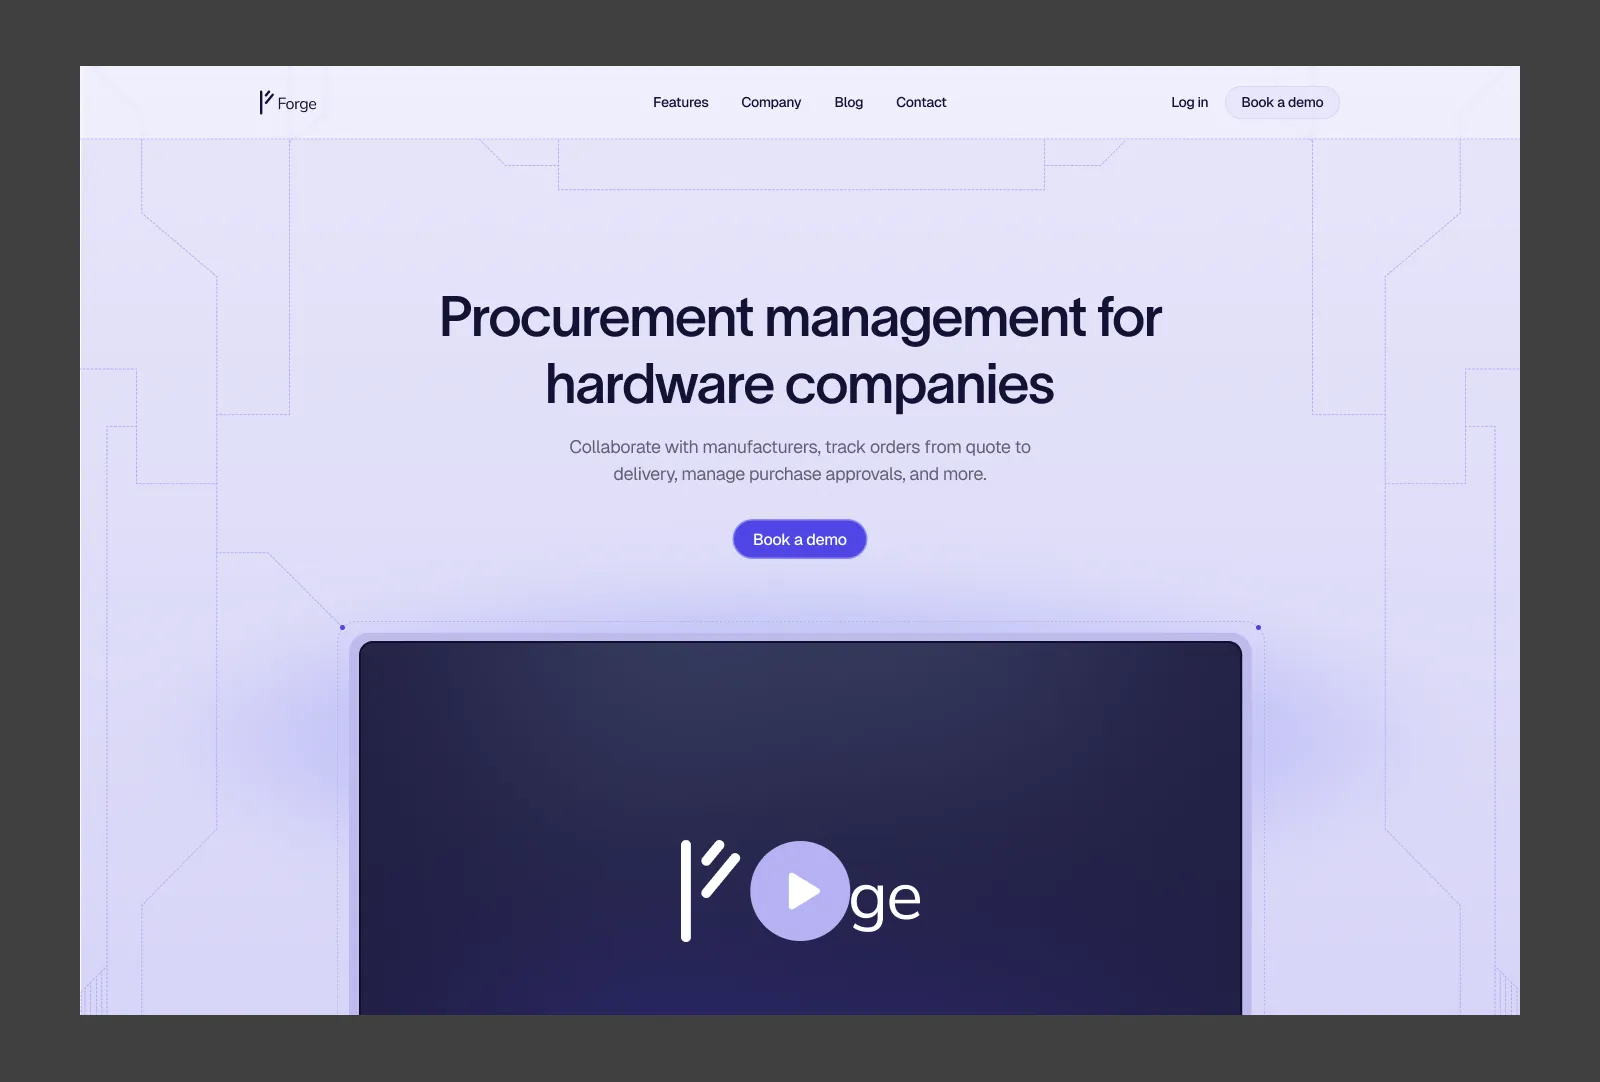 Forge
Features
Company
Blog
Contact
Log in
Book a demo
Procurement management for
hardware companies
Collaborate with manufacturers, track orders from quote to
delivery, manage purchase approvals, and more.
Book a demo
ge